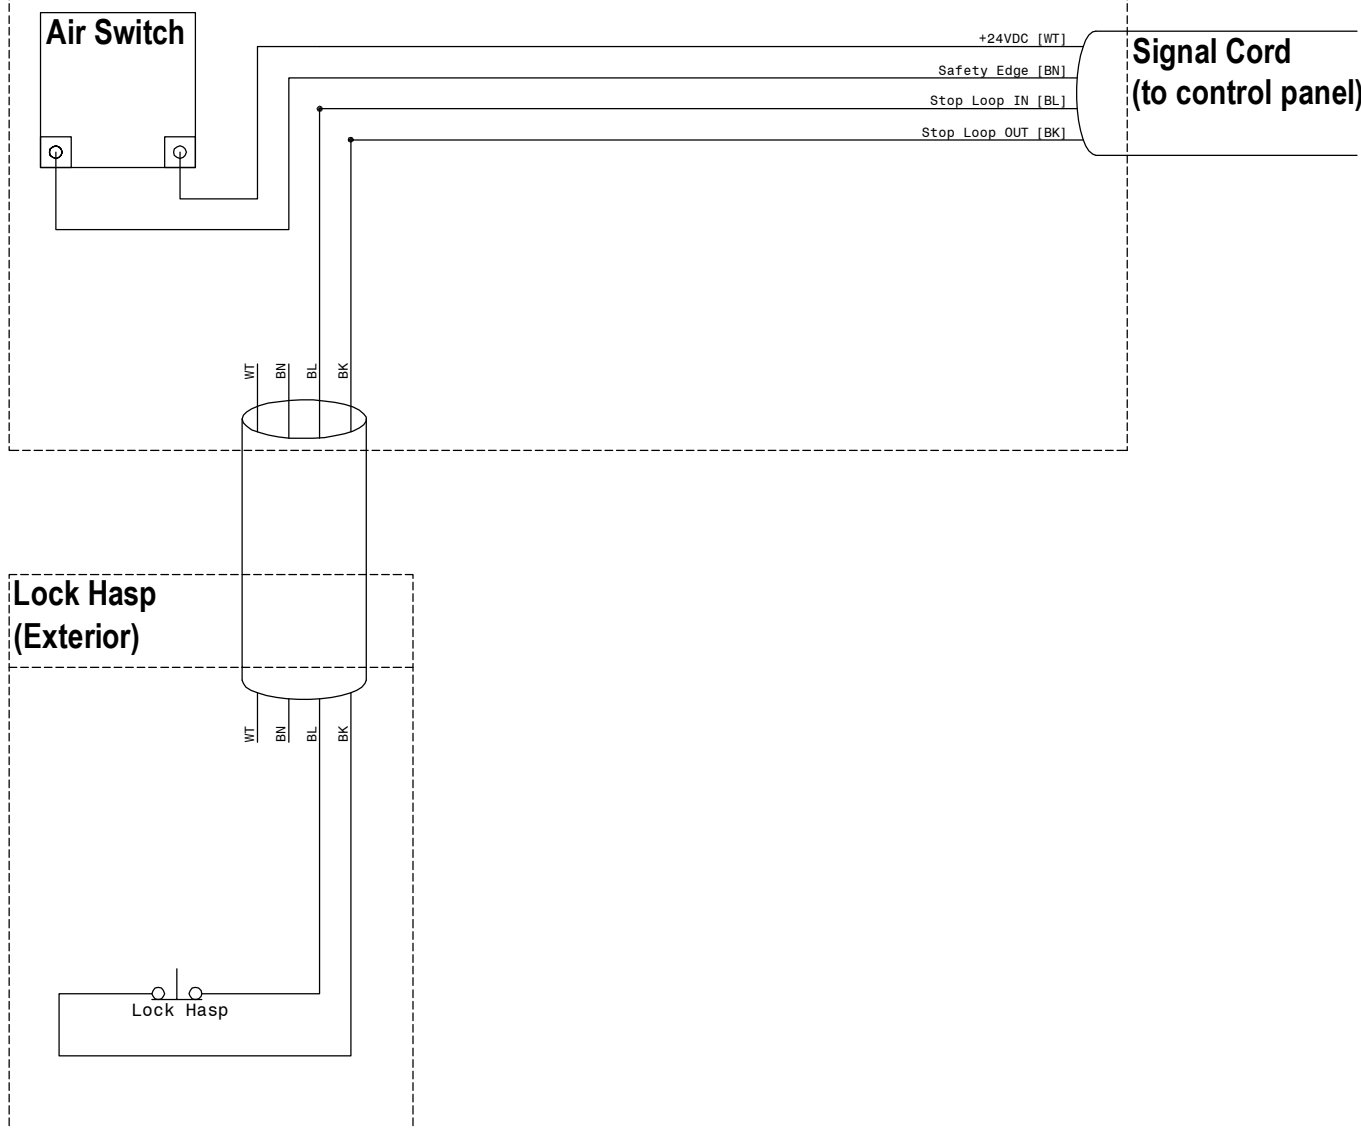 Air Switch
+24VDC [WT]
Safety Edge [BN]
Stop Loop IN [BL]
Stop Loop OUT [BK]
Signal Cord
(to control panel)
WT
BN
BL
BK
Lock Hasp
(Exterior)
WT
BN
BL
BK
Lock Hasp